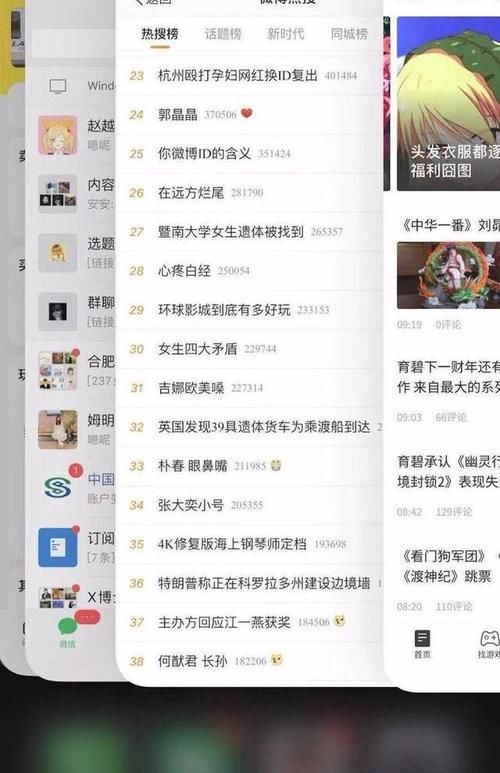 返回
微博热搜
热搜榜 话题榜 新时代 同城榜
23 杭州殴打孕妇网红换ID复出 401484
24 郭晶晶 370506
25 你微博ID的含义 351424
26 在远方烂尾 281790
27 暨南大学女生遗体被找到 265357
28 心疼白经 250054
29 环球影城到底有多好玩 233153
30 女生四大矛盾 229744
31 吉娜欧美嗓 227314
32 英国发现39具遗体货车为乘渡船到达 2
33 朴春 眼鼻嘴 211985
34 张大奕小号 205355
35 4K修复版海上钢琴师定档 193698
36 特朗普称正在科罗拉多州建设边境墙
37 主办方回应江一燕获奖 184506
38 何猷君 长孙 182206
Windo
赵越
嗯呢
内容
安安:
选题
[链接
群聊
[链接
合肥
[237
姆明
嗯呢
1
中国
账户变
订阅
[7条]
X博士
微信
头发衣服都逐
福利囧图
《中华一番》刘昴
09:19 0评论
育碧下一财年还有
作 来自最大的系列
09:03 66评论
育碧承认《幽灵行
境封锁2》表现失
08:42 129评论
《看门狗军团》《
《渡神纪》跳票
08:20 110评论
首页
找游戏